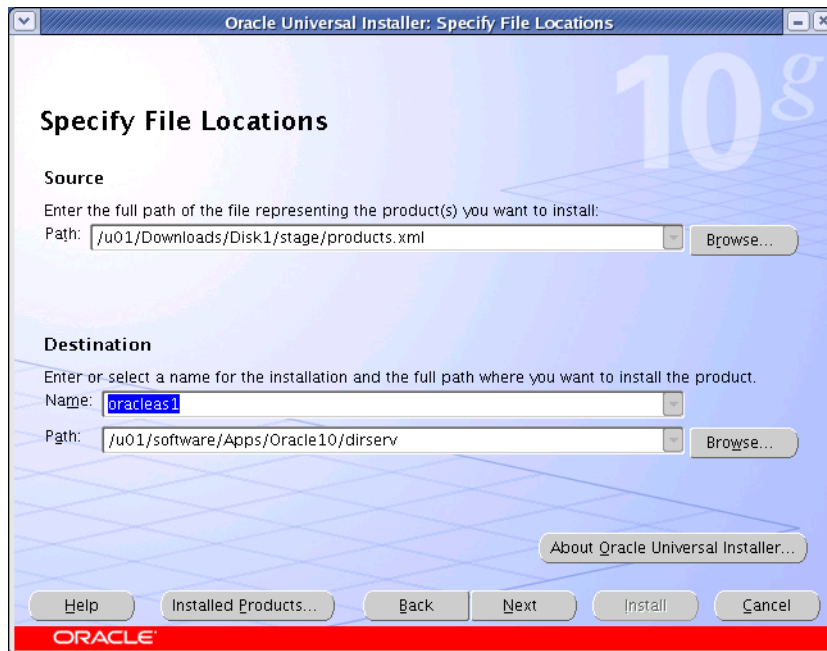 Oracle Universal Installer: Specify File Locations
10g
Specify File Locations
Source
Enter the full path of the file representing the product(s) you want to install:
Path: /u01/Downloads/Disk1/stage/products.xml Browse...
Destination
Enter or select a name for the installation and the full path where you want to install the product.
Name: oracleas1
Path: /u01/software/Apps/Oracle10/dirserv Browse...
About Oracle Universal Installer...
Help Installed Products... Back Next Install Cancel
ORACLE